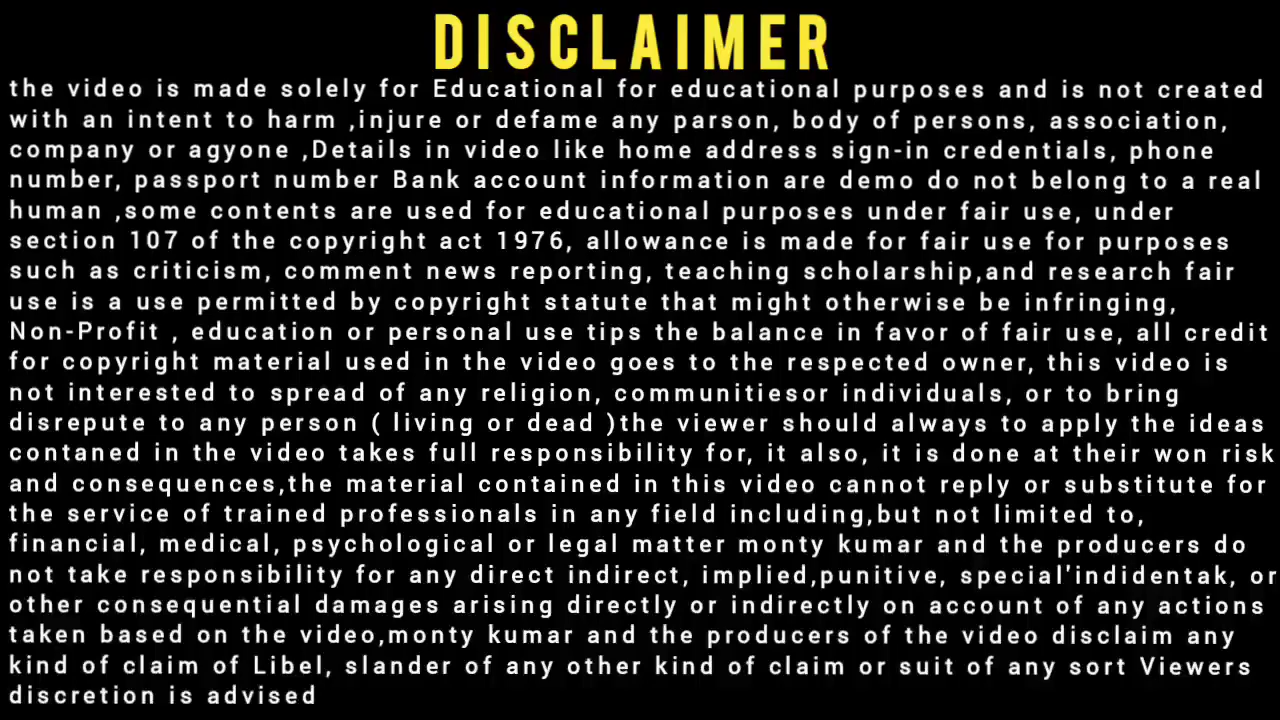 DISCLAIMER
the video is made solely for Educational for educational purposes and is not created
with an intent to harm ,injure or defame any parson, body of persons, association,
company or agyone ,Details in video like home address sign-in credentials, phone
number, passport number Bank account information are demo do not belong to a real
human ,some contents are used for educational purposes under fair use, under
section 107 of the copyright act 1976, allowance is made for fair use for purposes
such as criticism, comment news reporting, teaching scholarship,and research fair
use is a use permitted by copyright statute that might otherwise be infringing,
Non-Profit , education or personal use tips the balance in favor of fair use, all credit
for copyright material used in the video goes to the respected owner, this video is
not interested to spread of any religion, communitiesor individuals, or to bring
disrepute to any person ( living or dead )the viewer should always to apply the ideas
contaned in the video takes full responsibility for, it also, it is done at their won risk
and consequences,the material contained in this video cannot reply or substitute for
the service of trained professionals in any field including,but not limited to,
financial, medical, psychological or legal matter monty kumar and the producers do
not take responsibility for any direct indirect, implied,punitive, special'indidentak, or
other consequential damages arising directly or indirectly on account of any actions
taken based on the video,monty kumar and the producers of the video disclaim any
kind of claim of Libel, slander of any other kind of claim or suit of any sort Viewers
discretion is advised